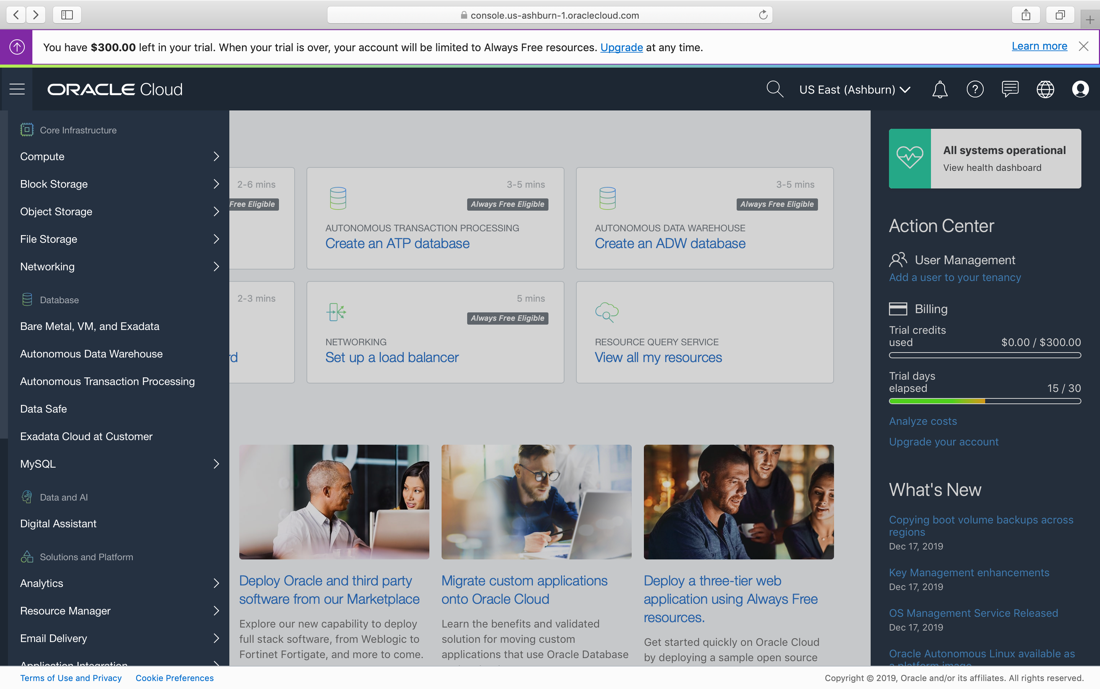 console.us-ashburn-1.oraclecloud.com
You have $300.00 left in your trial. When your trial is over, your account will be limited to Always Free resources. Upgrade at any time.
Learn more
ORACLE Cloud
US East (Ashburn)
Core Infrastructure
Compute
Block Storage
Object Storage
File Storage
Networking
Database
Bare Metal, VM, and Exadata
Autonomous Data Warehouse
Autonomous Transaction Processing
Data Safe
Exadata Cloud at Customer
MySQL
Data and AI
Digital Assistant
Solutions and Platform
Analytics
Resource Manager
Email Delivery
Application Integration
2-6 mins
Free Eligible
3-5 mins
Always Free Eligible
AUTONOMOUS TRANSACTION PROCESSING
Create an ATP database
3-5 mins
Always Free Eligible
AUTONOMOUS DATA WAREHOUSE
Create an ADW database
2-3 mins
d
5 mins
Always Free Eligible
NETWORKING
Set up a load balancer
RESOURCE QUERY SERVICE
View all my resources
Deploy Oracle and third party
software from our Marketplace
Explore our new capability to deploy
full stack software, from Weblogic to
Fortinet Fortigate, and more to come.
Migrate custom applications
onto Oracle Cloud
Learn the benefits and validated
solution for moving custom
applications that use Oracle Database
Deploy a three-tier web
application using Always Free
resources.
Get started quickly on Oracle Cloud
by deploying a sample open source
All systems operational
View health dashboard
Action Center
User Management
Add a user to your tenancy
Billing
Trial credits
used
$0.00 / $300.00
Trial days
elapsed
15 / 30
Analyze costs
Upgrade your account
What's New
Copying boot volume backups across
regions
Dec 17, 2019
Key Management enhancements
Dec 17, 2019
OS Management Service Released
Dec 17, 2019
Oracle Autonomous Linux available as
a platform image
Terms of Use and Privacy
Cookie Preferences
Copyright © 2019, Oracle and/or its affiliates. All rights reserved.